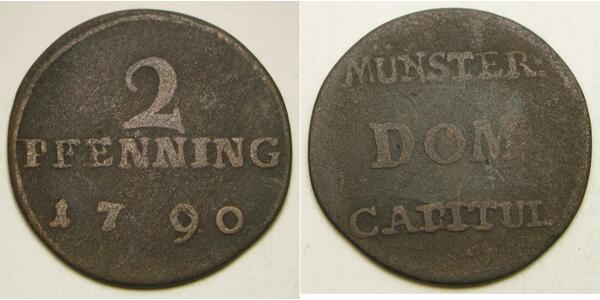 2
PFENNING
1790
MUNSTER:
DOM
CAPITUL